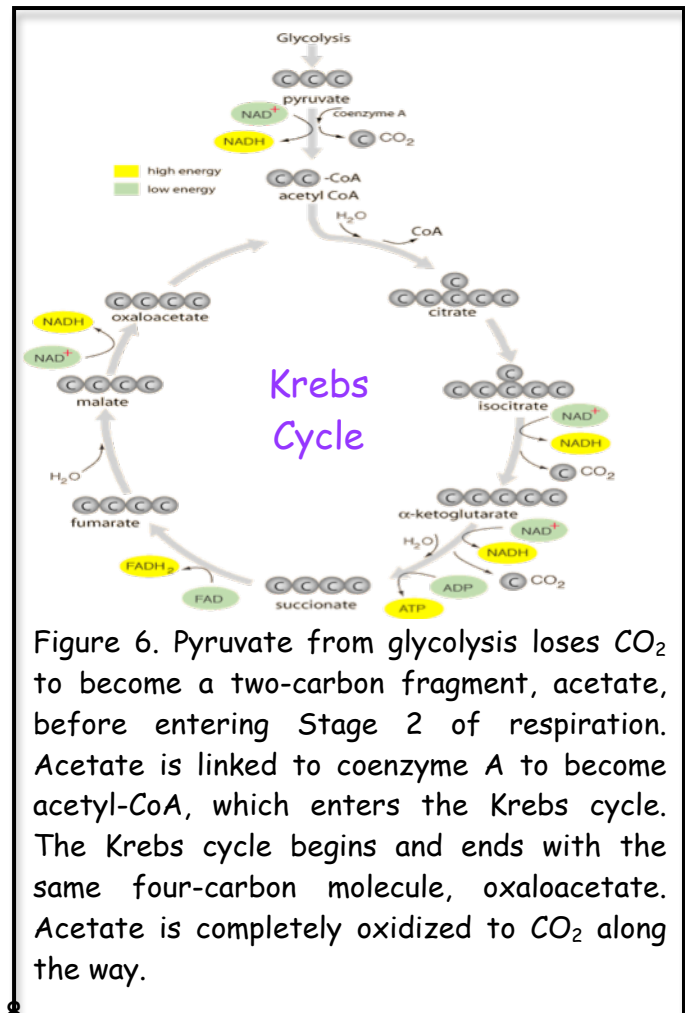 Glycolysis
C C C
pyruvate
NAD+
coenzyme A
NADH
C CO2
high energy
low energy
C C -CoA
acetyl CoA
H2O
CoA
C
C C C C C
citrate
C C C C
oxaloacetate
NADH
NAD+
C C C C
malate
Krebs
Cycle
C
C C C C C
isocitrate
NAD+
NADH
C CO2
H2O
C C C C
fumarate
C C C C C
α-ketoglutarate
H2O
NAD+
NADH
C CO2
ADP
ATP
FADH2
FAD
C C C C
succionate
Figure 6. Pyruvate from glycolysis loses CO2
to become a two-carbon fragment, acetate,
before entering Stage 2 of respiration.
Acetate is linked to coenzyme A to become
acetyl-CoA, which enters the Krebs cycle.
The Krebs cycle begins and ends with the
same four-carbon molecule, oxaloacetate.
Acetate is completely oxidized to CO2 along
the way.